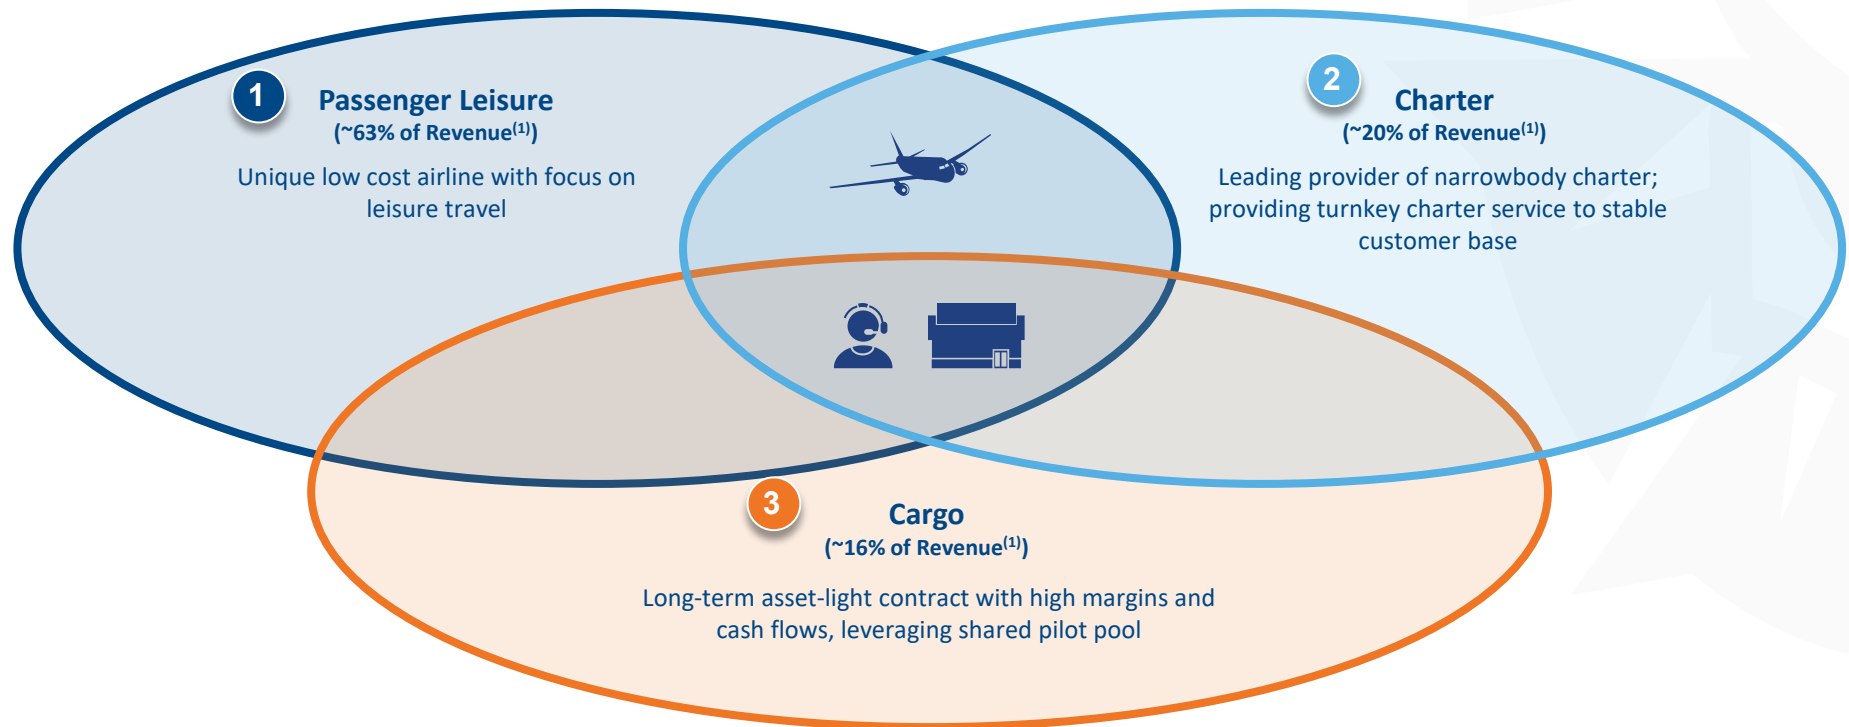 1
Passenger Leisure
(~63% of Revenue(1))
Unique low cost airline with focus on
leisure travel
2
Charter
(~20% of Revenue(1))
Leading provider of narrowbody charter;
providing turnkey charter service to stable
customer base
3
Cargo
(~16% of Revenue(1))
Long-term asset-light contract with high margins and
cash flows, leveraging shared pilot pool